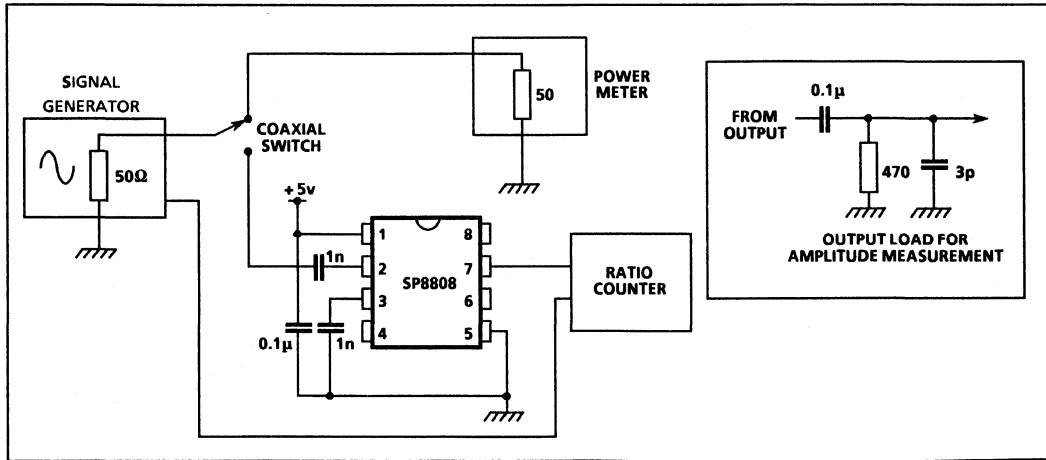 SIGNAL
GENERATOR
50Ω
COAXIAL
SWITCH
50
POWER
METER
+5v
1n
0.1μ
1n
1
2
3
4
8
7
6
5
SP8808
RATIO
COUNTER
0.1μ
FROM
OUTPUT
470
3p
OUTPUT LOAD FOR
AMPLITUDE MEASUREMENT